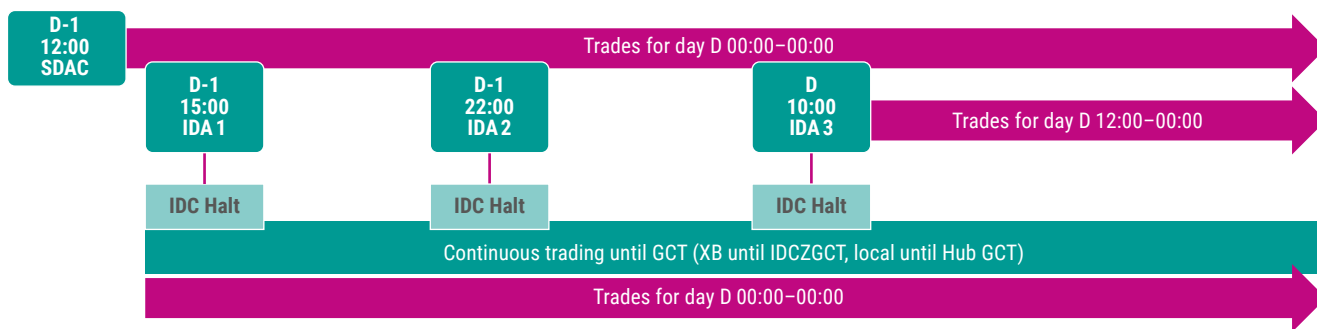 D-1
12:00
SDAC
Trades for day D 00:00–00:00
D-1
15:00
IDA 1
D-1
22:00
IDA 2
D
10:00
IDA 3
Trades for day D 12:00–00:00
IDC Halt
IDC Halt
IDC Halt
Continuous trading until GCT (XB until IDCZGCT, local until Hub GCT)
Trades for day D 00:00–00:00